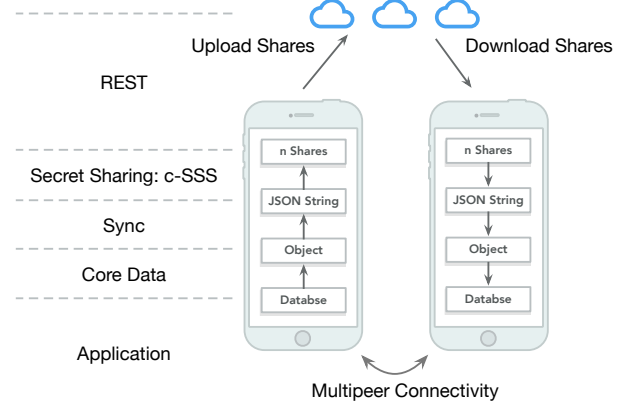 Upload Shares
Download Shares
REST
Secret Sharing: c-SSS
Sync
Core Data
Application
n Shares
JSON String
Object
Databse
n Shares
JSON String
Object
Databse
Multipeer Connectivity